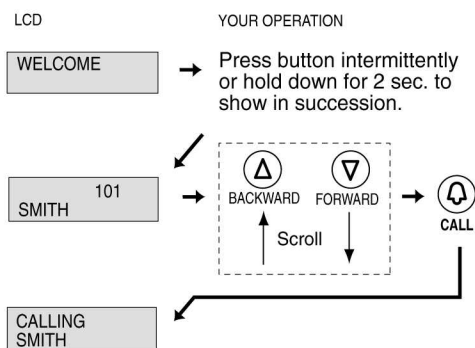 LCD
YOUR OPERATION
WELCOME
Press button intermittently
or hold down for 2 sec. to
show in succession.
101
SMITH
BACKWARD
FORWARD
Scroll
CALL
CALLING
SMITH